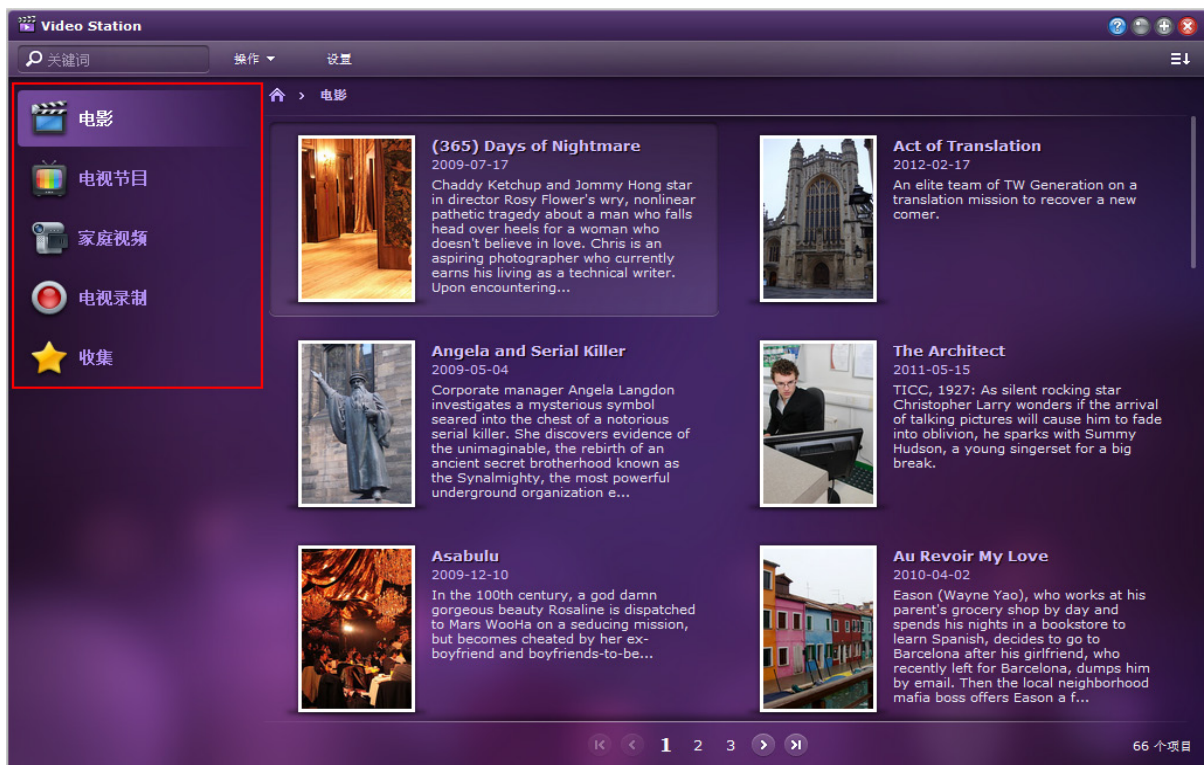 Video Station
关键词
操作
设置
电影
电视节目
家庭视频
电视录制
收集
电影
(365) Days of Nightmare
2009-07-17
Chaddy Ketchup and Jommy Hong star
in director Rosy Flower's wry, nonlinear
pathetic tragedy about a man who falls
head over heels for a woman who
doesn't believe in love. Chris is an
aspiring photographer who currently
earns his living as a technical writer.
Upon encountering...
Act of Translation
2012-02-17
An elite team of TW Generation on a
translation mission to recover a new
comer.
Angela and Serial Killer
2009-05-04
Corporate manager Angela Langdon
investigates a mysterious symbol
seared into the chest of a notorious
serial killer. She discovers evidence of
the unimaginable, the rebirth of an
ancient secret brotherhood known as
the Synalmighty, the most powerful
underground organization e...
The Architect
2011-05-15
TICC, 1927: As silent rocking star
Christopher Larry wonders if the arrival
of talking pictures will cause him to fade
into oblivion, he sparks with Summy
Hudson, a young singerset for a big
break.
Asabulu
2009-12-10
In the 100th century, a god damn
gorgeous beauty Rosaline is dispatched
to Mars WooHa on a seducing mission,
but becomes cheated by her ex-
boyfriend and boyfriends-to-be...
Au Revoir My Love
2010-04-02
Eason (Wayne Yao), who works at his
parent's grocery shop by day and
spends his nights in a bookstore to
learn Spanish, decides to go to
Barcelona after his girlfriend, who
recently left for Barcelona, dumps him
by email. Then the local neighborhood
mafia boss offers Eason a f...
1 2 3
66 个项目